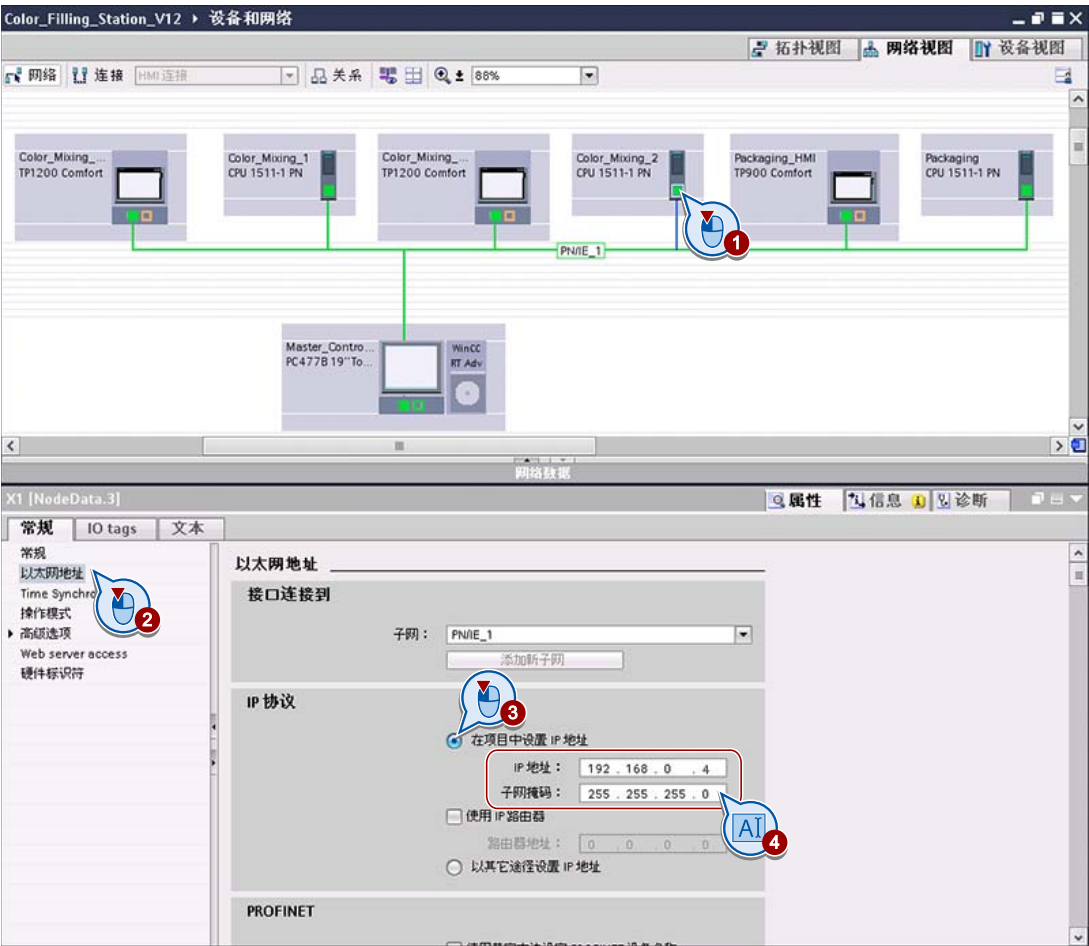 Color_Filling_Station_V12 ▸ 设备和网络
拓扑视图 网络视图 设备视图
网络 连接 HMI 连接 关系 88%
Color_Mixing_...
TP1200 Comfort
Color_Mixing_1
CPU 1511-1 PN
Color_Mixing_...
TP1200 Comfort
Color_Mixing_2
CPU 1511-1 PN
Packaging_HMI
TP900 Comfort
Packaging
CPU 1511-1 PN
1
PN/IE_1
Master_Contro...
PC477B 19"To...
WinCC
RT Adv
网络数据
X1 [NodeData.3]
属性 信息 诊断
常规 IO tags 文本
常规
以太网地址
Time Synchro
操作模式
高级选项
Web server access
硬件标识符
2
以太网地址
接口连接到
子网： PN/IE_1
添加新子网
IP 协议
3
在项目中设置 IP 地址
IP 地址： 192 . 168 . 0 . 4
子网掩码： 255 . 255 . 255 . 0
使用 IP 路由器
路由器地址： 0 . 0 . 0 . 0
AI
4
以其它途径设置 IP 地址
PROFINET